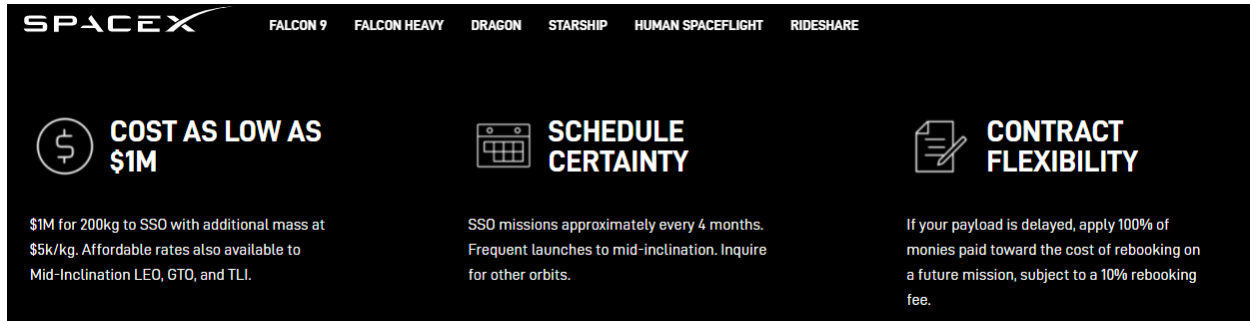 SPACEX FALCON 9 FALCON HEAVY DRAGON STARSHIP HUMAN SPACEFLIGHT RIDESHARE
COST AS LOW AS
$1M
$1M for 200kg to SSO with additional mass at
$5k/kg. Affordable rates also available to
Mid-Inclination LEO, GTO, and TLI.
SCHEDULE
CERTAINTY
SSO missions approximately every 4 months.
Frequent launches to mid-inclination. Inquire
for other orbits.
CONTRACT
FLEXIBILITY
If your payload is delayed, apply 100% of
monies paid toward the cost of rebooking on
a future mission, subject to a 10% rebooking
fee.